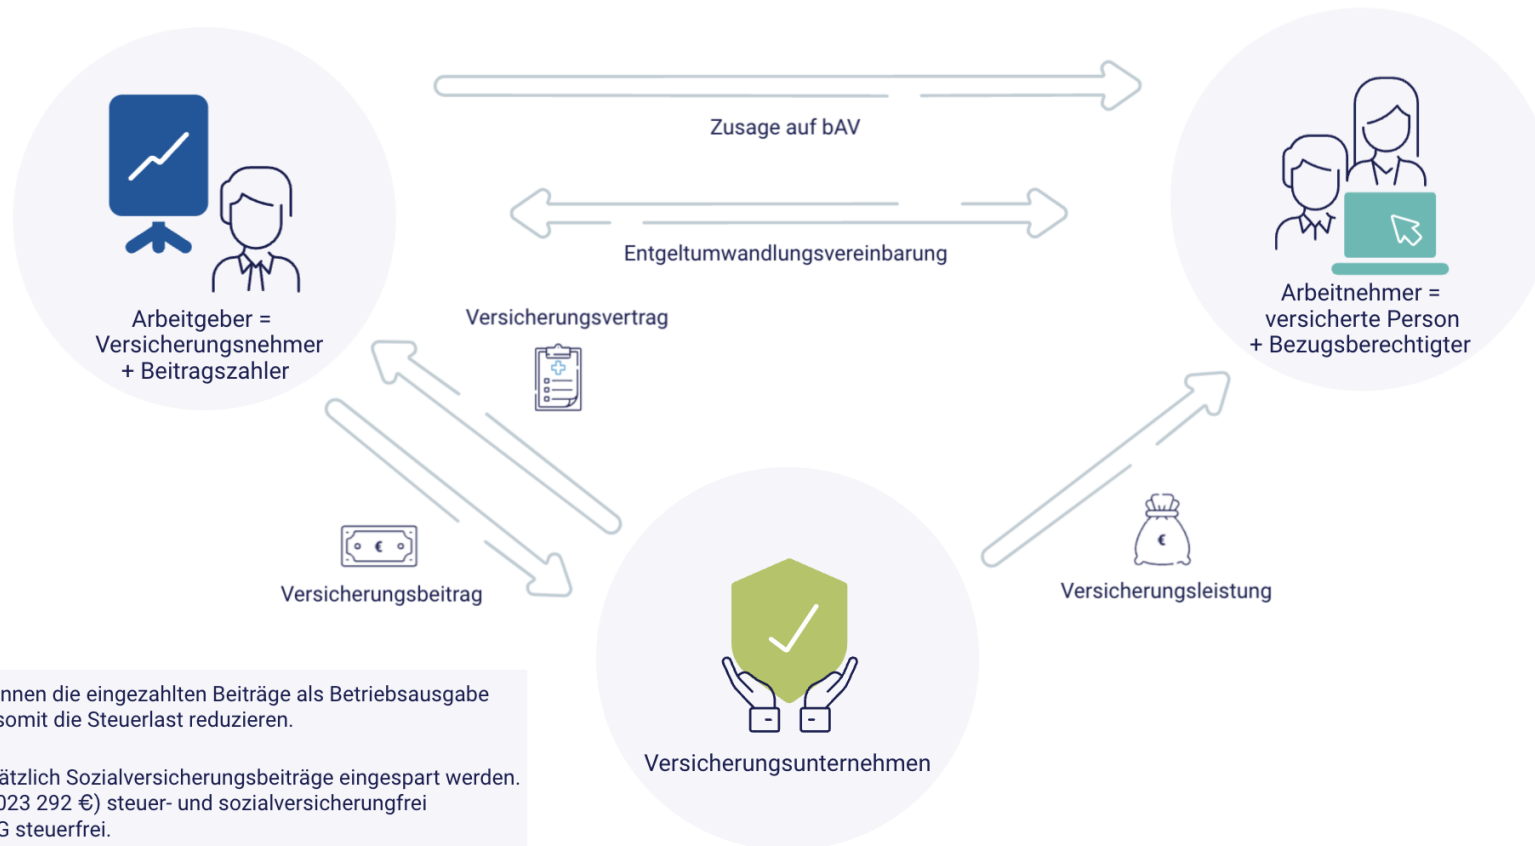 Zusage auf bAV
Entgeltumwandlungsvereinbarung
Arbeitgeber =
Versicherungsnehmer
+ Beitragszahler
Arbeitnehmer =
versicherte Person
+ Bezugsberechtigter
Versicherungsvertrag
€
Versicherungsbeitrag
€
Versicherungsleistung
Versicherungsunternehmen
nnen die eingezahlten Beiträge als Betriebsausgabe
somit die Steuerlast reduzieren.
ätzlich Sozialversicherungsbeiträge eingespart werden.
023 292 €) steuer- und sozialversicherungfrei
G steuerfrei.